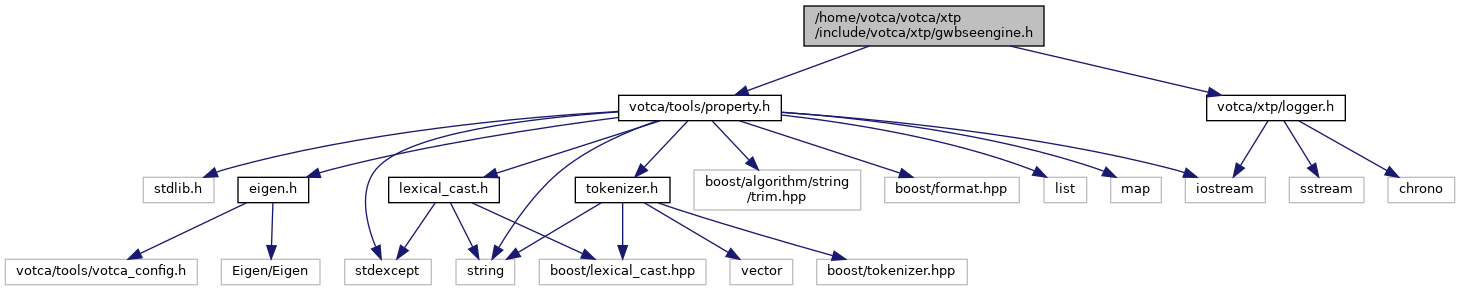 /home/votca/votca/xtp
/include/votca/xtp/gwbseengine.h
votca/tools/property.h
votca/xtp/logger.h
stdlib.h
eigen.h
lexical_cast.h
tokenizer.h
boost/algorithm/string
/trim.hpp
boost/format.hpp
list
map
iostream
sstream
chrono
votca/tools/votca_config.h
Eigen/Eigen
stdexcept
string
boost/lexical_cast.hpp
vector
boost/tokenizer.hpp